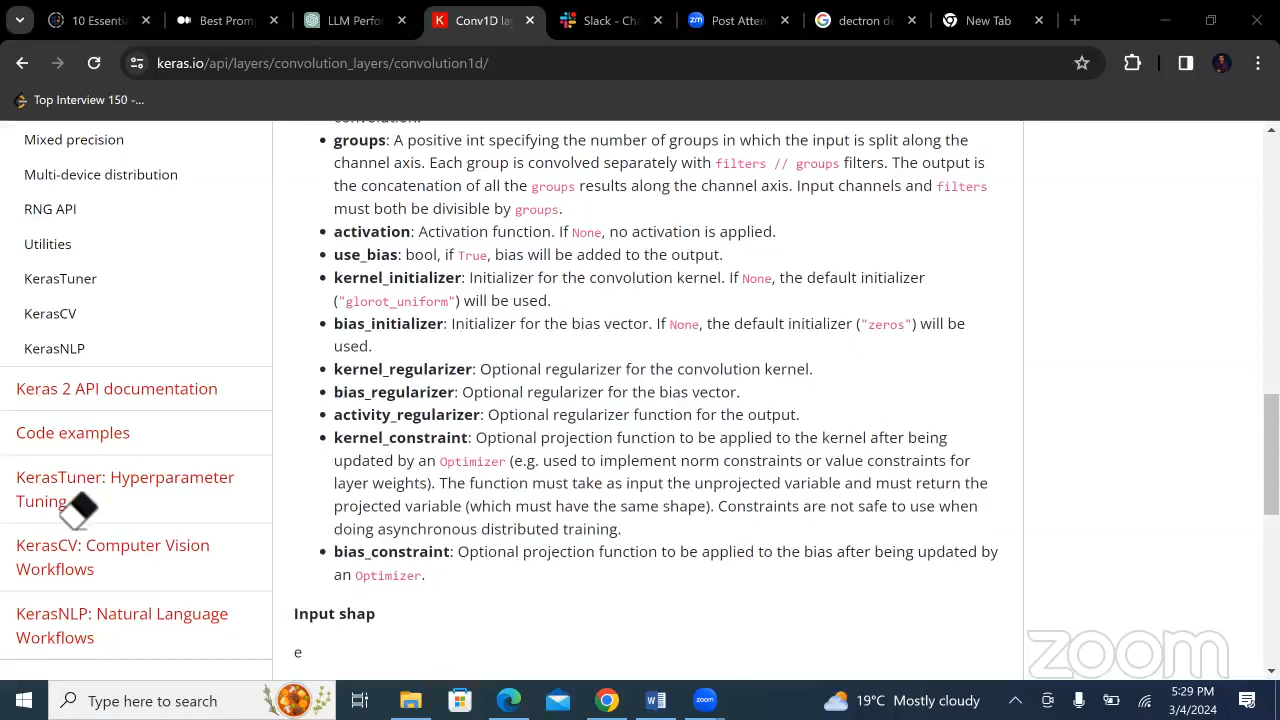 10 Essenti
Best Promp
LLM Perfo
Conv1D lay
Slack - Cha
Post Atten
dectron de
New Tab
keras.io/api/layers/convolution_layers/convolution1d/
Top Interview 150 -...
Mixed precision
Multi-device distribution
RNG API
Utilities
KerasTuner
KerasCV
KerasNLP
Keras 2 API documentation
Code examples
KerasTuner: Hyperparameter
Tuning
KerasCV: Computer Vision
Workflows
KerasNLP: Natural Language
Workflows
convolution.
groups: A positive int specifying the number of groups in which the input is split along the
channel axis. Each group is convolved separately with filters // groups filters. The output is
the concatenation of all the groups results along the channel axis. Input channels and filters
must both be divisible by groups.
activation: Activation function. If None, no activation is applied.
use_bias: bool, if True, bias will be added to the output.
kernel_initializer: Initializer for the convolution kernel. If None, the default initializer
("glorot_uniform") will be used.
bias_initializer: Initializer for the bias vector. If None, the default initializer ("zeros") will be
used.
kernel_regularizer: Optional regularizer for the convolution kernel.
bias_regularizer: Optional regularizer for the bias vector.
activity_regularizer: Optional regularizer function for the output.
kernel_constraint: Optional projection function to be applied to the kernel after being
updated by an Optimizer (e.g. used to implement norm constraints or value constraints for
layer weights). The function must take as input the unprojected variable and must return the
projected variable (which must have the same shape). Constraints are not safe to use when
doing asynchronous distributed training.
bias_constraint: Optional projection function to be applied to the bias after being updated by
an Optimizer.
Input shap
e
zoom
Type here to search
zoom
19°C Mostly cloudy
5:29 PM
3/4/2024